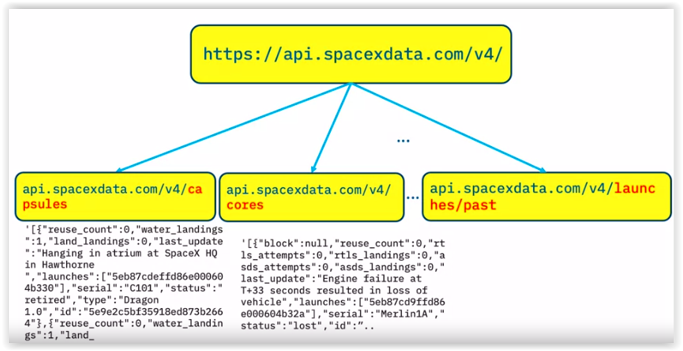 https://api.spacexdata.com/v4/
...
api.spacexdata.com/v4/ca
psules
api.spacexdata.com/v4/
cores
...
api.spacexdata.com/v4/launc
hes/past
'[{"reuse_count":0,"water_landings
":1,"land_landings":0,"last_update
":"Hanging in atrium at SpaceX HQ
in Hawthorne
","launches":["5eb87cdeffd86e00060
4b330"],"serial":"C101","status":"
retired","type":"Dragon
1.0","id":"5e9e2c5bf35918ed873b266
4"},{"reuse_count":0,"water_landin
gs":1,"land_
'[{"block":null,"reuse_count":0,"rt
ls_attempts":0,"rtls_landings":0,"a
sds_attempts":0,"asds_landings":0,"
last_update":"Engine failure at
T+33 seconds resulted in loss of
vehicle","launches":["5eb87cd9ffd86
e000604b32a"],"serial":"Merlin1A","
status":"lost","id":"..